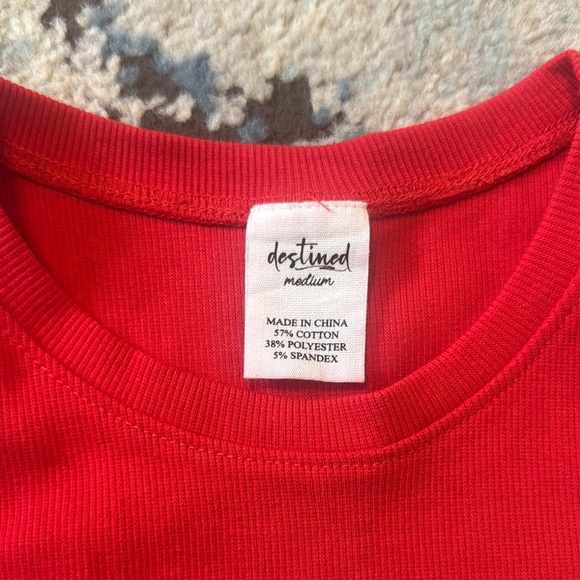 destined
medium
MADE IN CHINA
57% COTTON
38% POLYESTER
5% SPANDEX